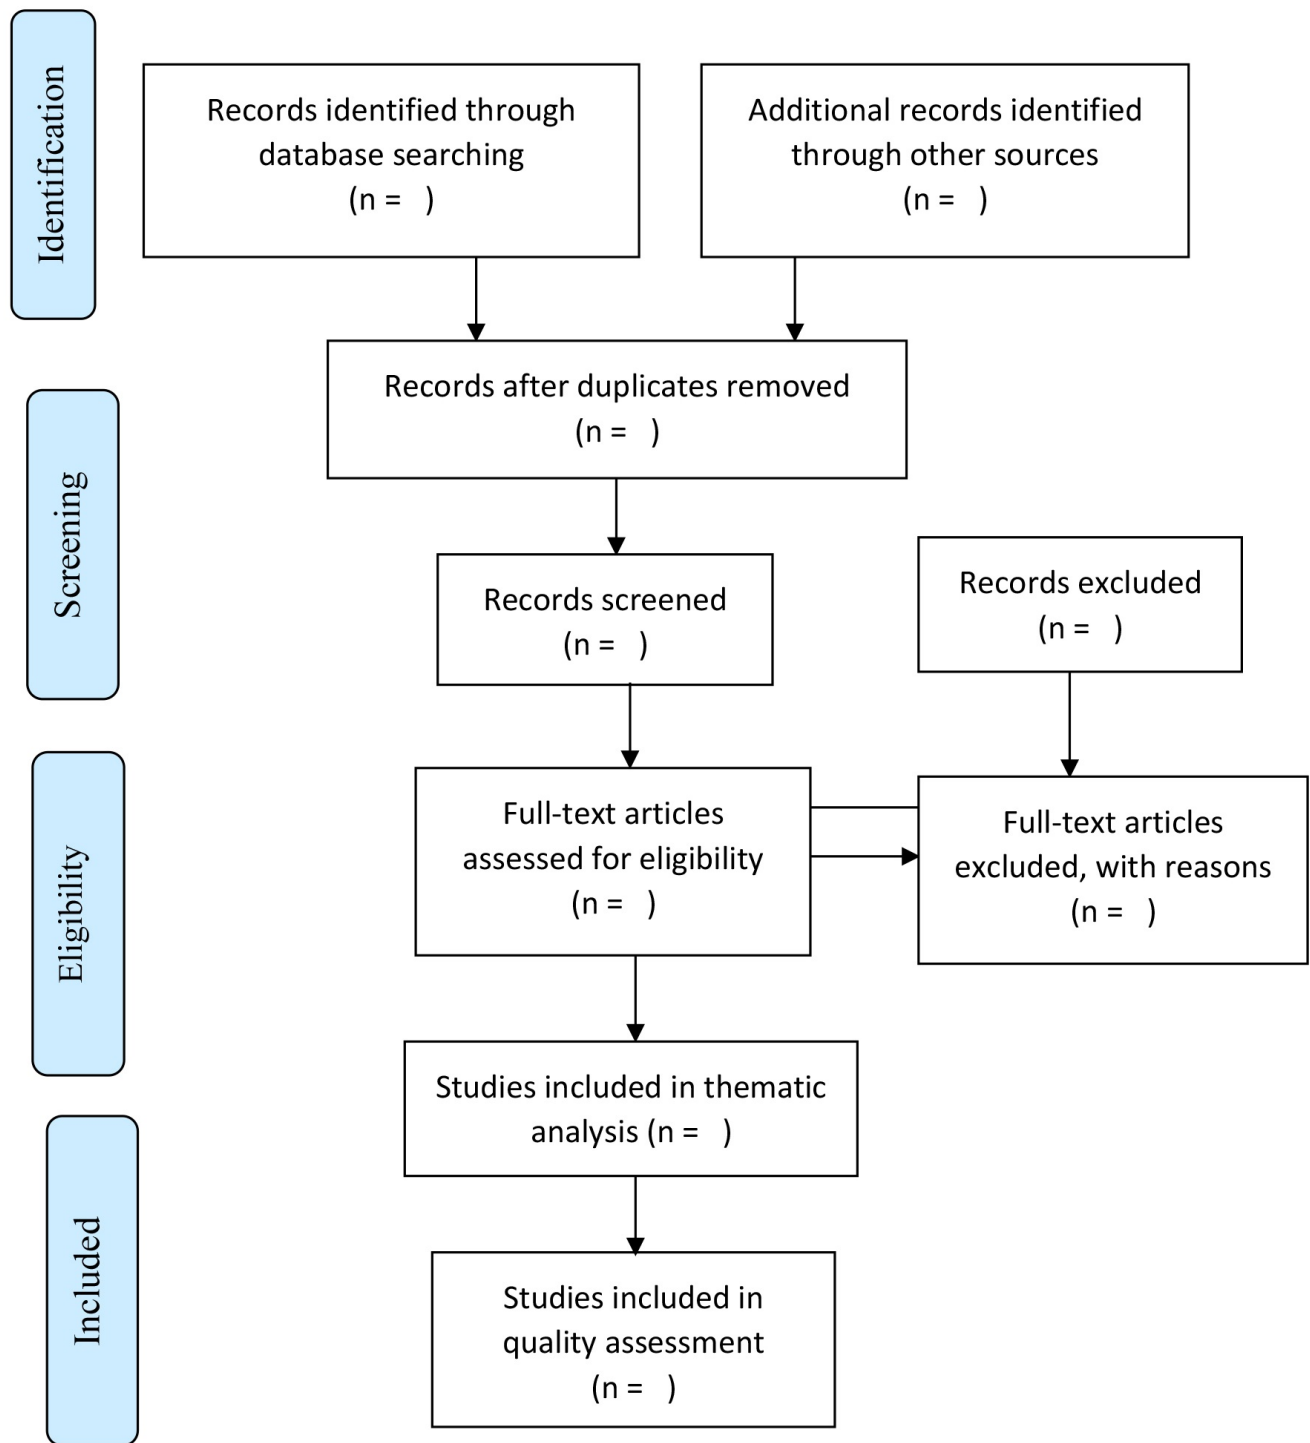 Identification
Records identified through
database searching
(n =   )
Additional records identified
through other sources
(n =   )
Records after duplicates removed
(n =   )
Screening
Records screened
(n =   )
Records excluded
(n =   )
Eligibility
Full-text articles
assessed for eligibility
(n =   )
Full-text articles
excluded, with reasons
(n =   )
Studies included in thematic
analysis (n =   )
Included
Studies included in
quality assessment
(n =   )